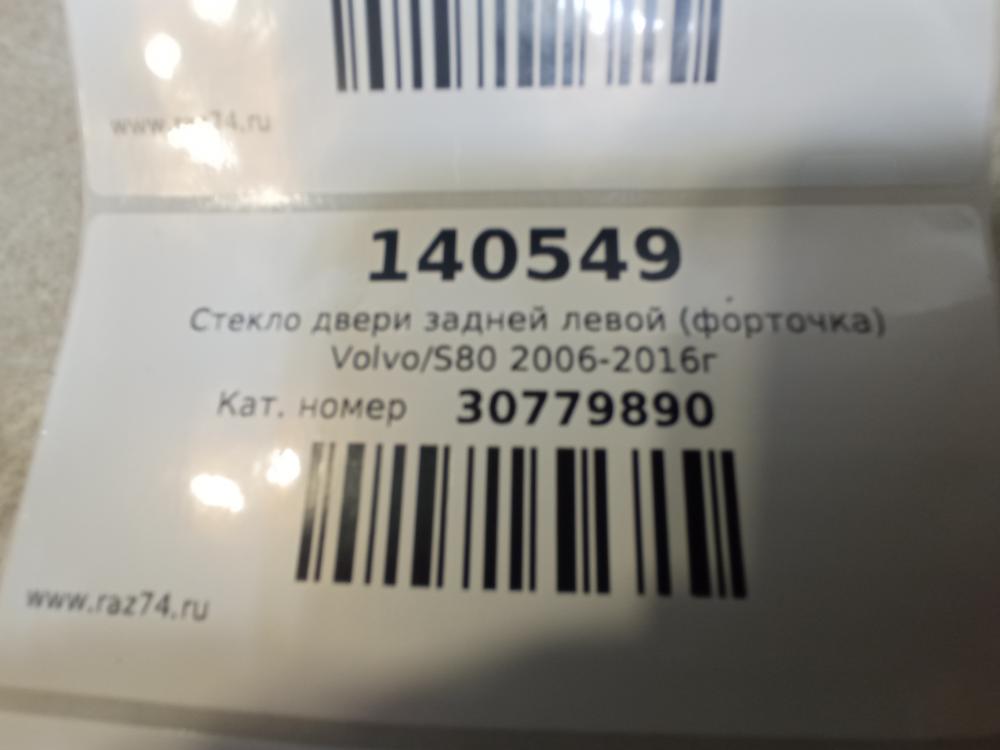 www.raz74.ru
140549
Стекло двери задней левой (форточка)
Volvo/S80 2006-2016г
Кат. номер 30779890
www.raz74.ru